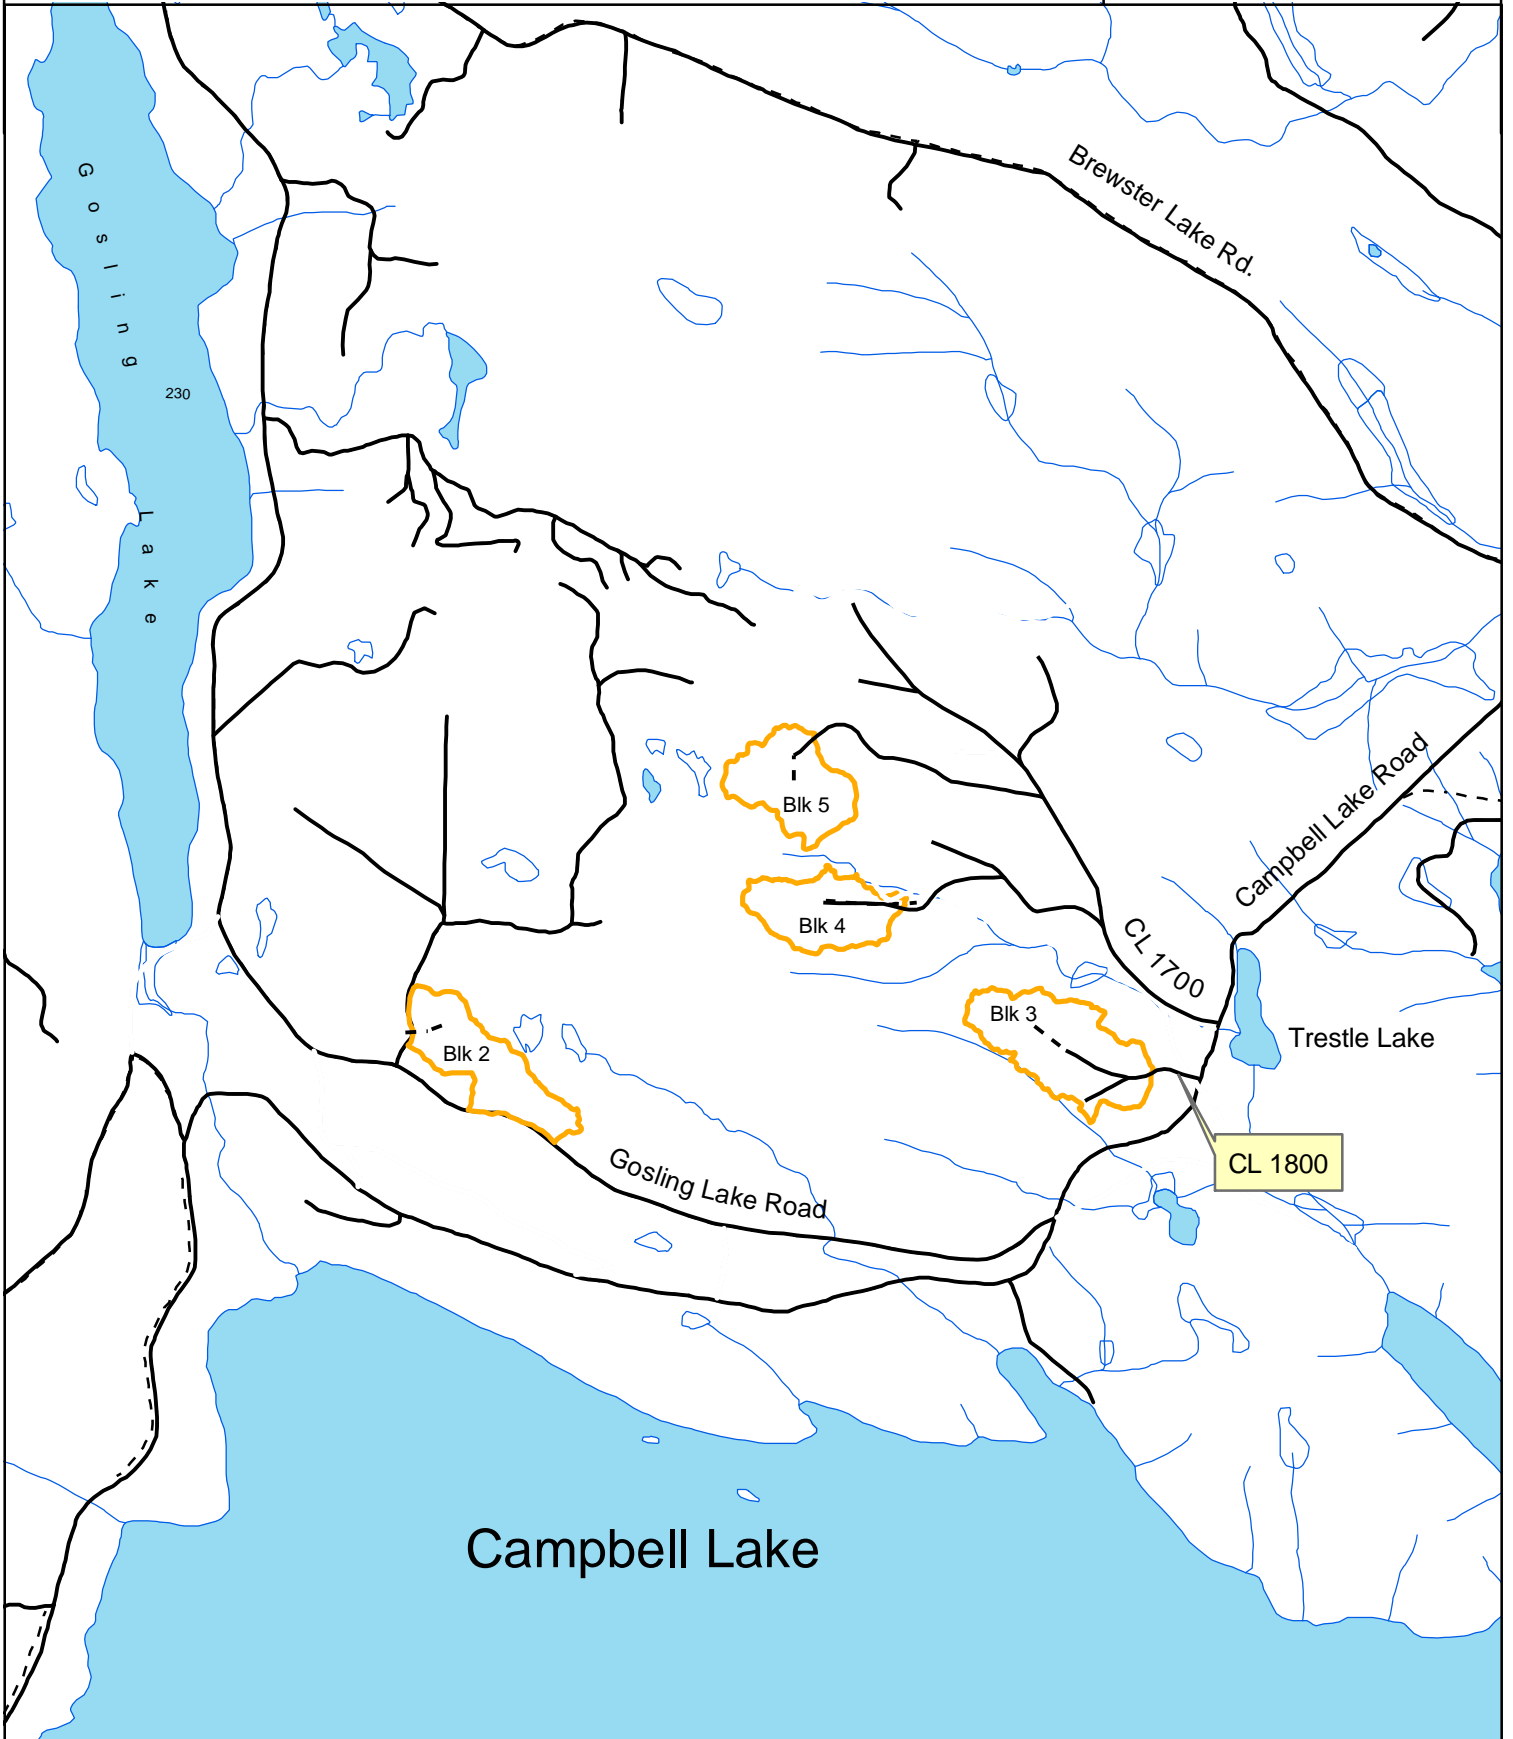 Brewster Lake Rd.
Gosling Lake
230
Campbell Lake Road
Blk 5
Blk 4
CL 1700
Blk 3
Trestle Lake
Blk 2
CL 1800
Gosling Lake Road
Campbell Lake